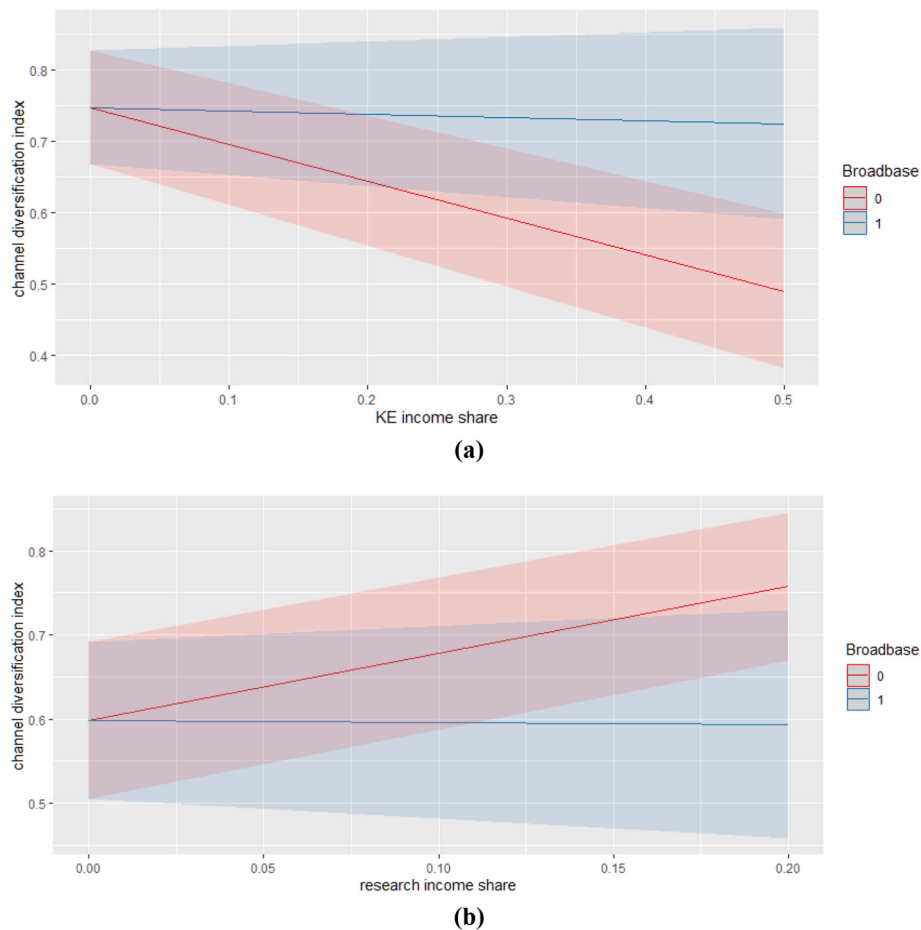 0.8
0.7
0.6
0.5
0.4
channel diversification index
0.0 0.1 0.2 0.3 0.4 0.5
KE income share
Broadbase
0
1
(a)
0.8
0.7
0.6
0.5
channel diversification index
0.00 0.05 0.10 0.15 0.20
research income share
Broadbase
0
1
(b)